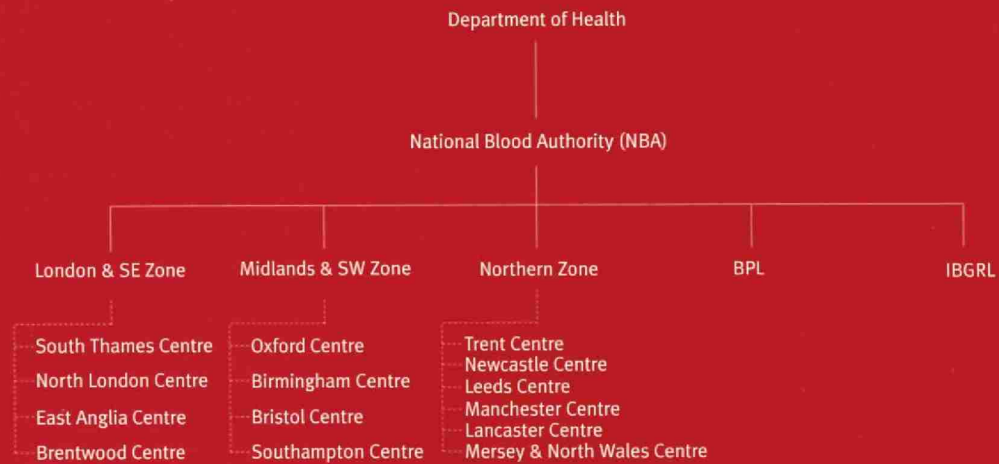 Department of Health
National Blood Authority (NBA)
London & SE Zone
Midlands & SW Zone
Northern Zone
BPL
IBGRL
South Thames Centre
North London Centre
East Anglia Centre
Brentwood Centre
Oxford Centre
Birmingham Centre
Bristol Centre
Southampton Centre
Trent Centre
Newcastle Centre
Leeds Centre
Manchester Centre
Lancaster Centre
Mersey & North Wales Centre